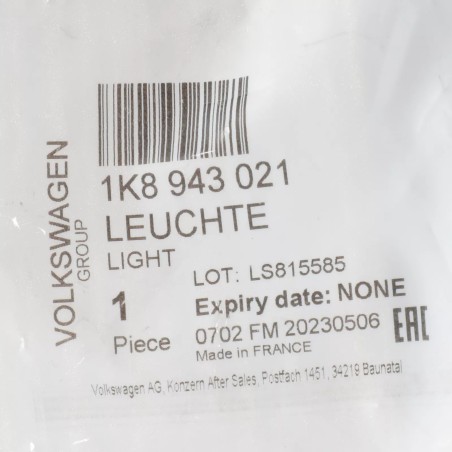 VOLKSWAGEN
GROUP
1K8 943 021
LEUCHTE
LIGHT
LOT: LS815585
1
Piece
Expiry date: NONE
0702 FM 20230506
Made in FRANCE
EAC
Volkswagen AG, Konzern After Sales, Postfach 1451, 34219 Baunatal